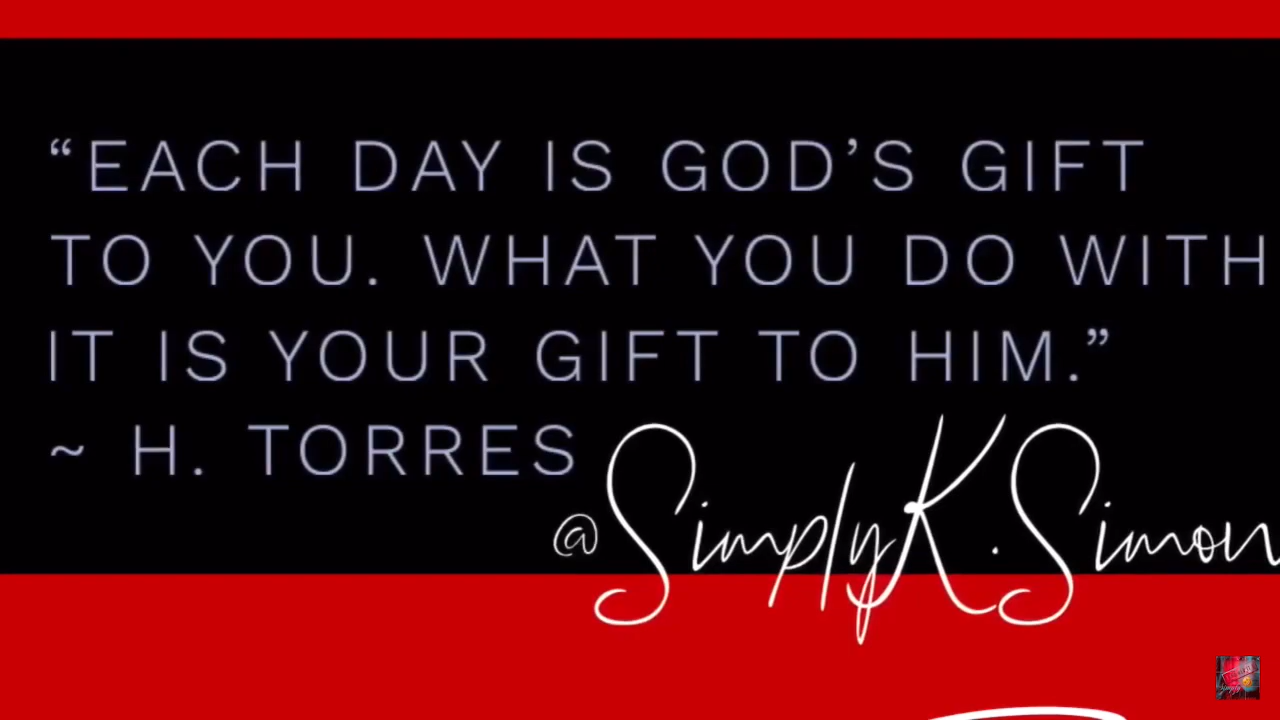 “EACH DAY IS GOD’S GIFT
TO YOU. WHAT YOU DO WITH
IT IS YOUR GIFT TO HIM.”
~ H. TORRES
@SimplyK.Simon